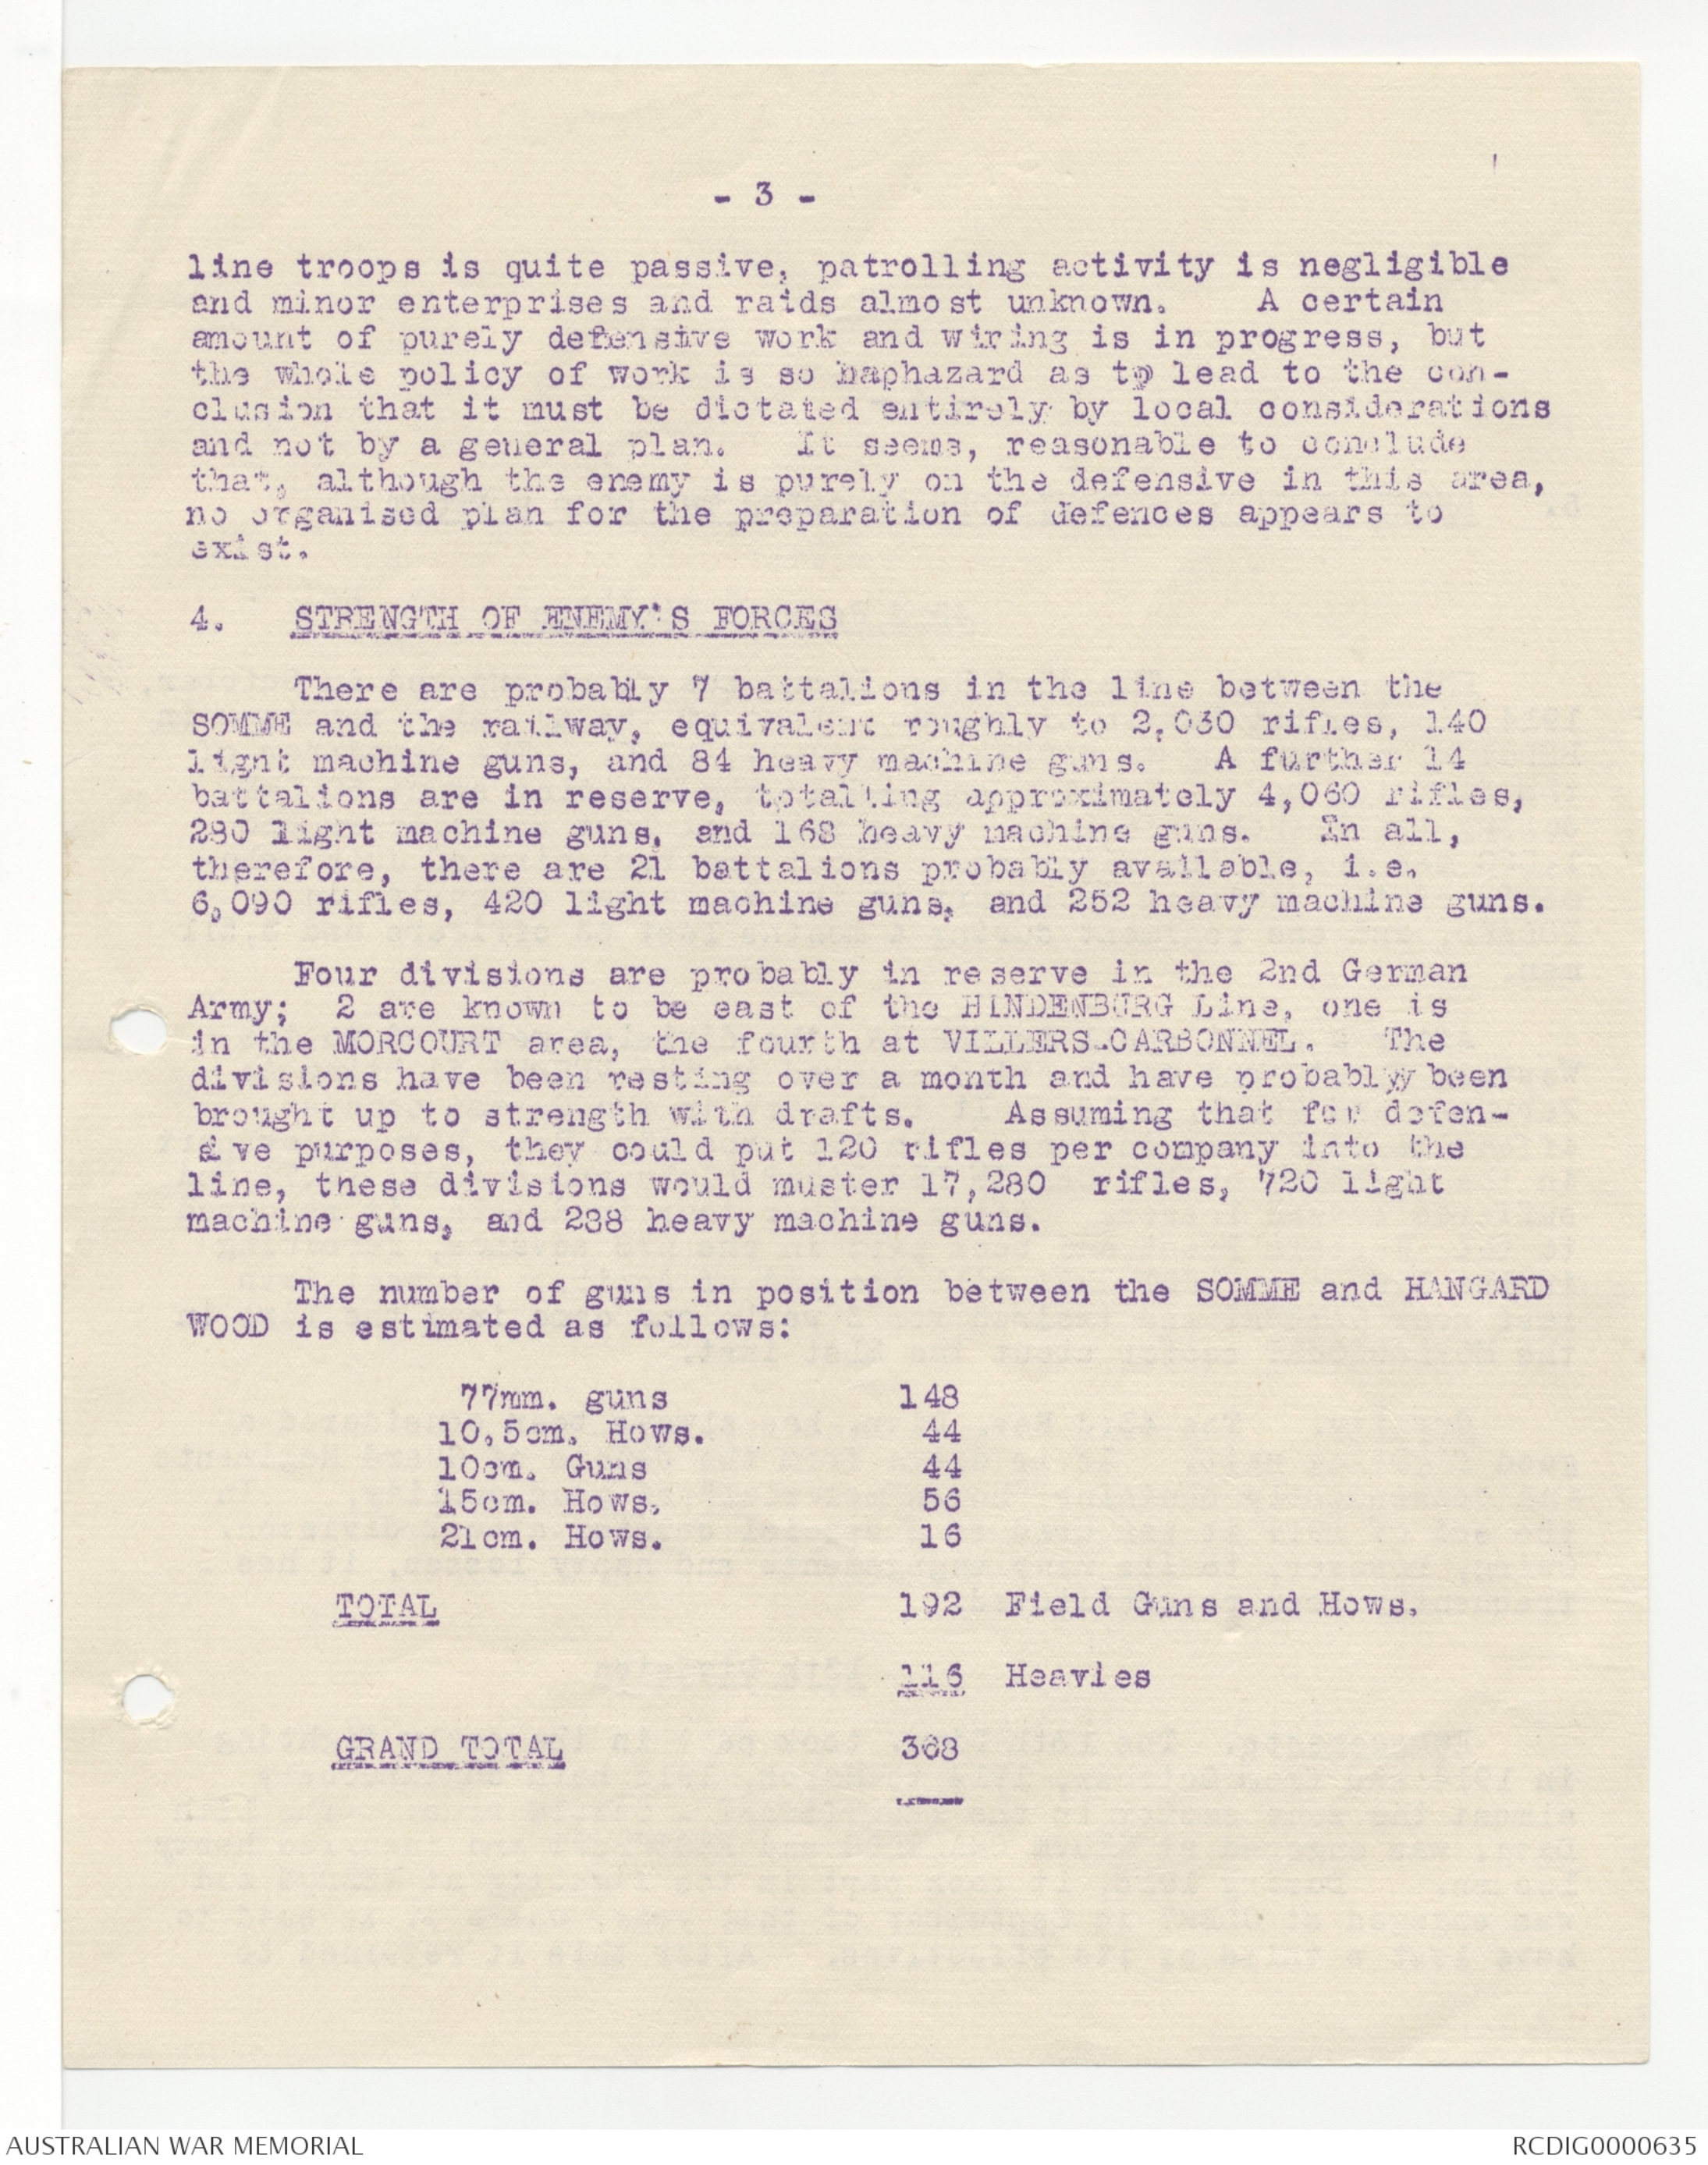 - 3 -
line troops is quite passive, patrolling activity is negligible
and minor enterprises and raids almost unknown. A certain
amount of purely defensive work and wiring is in progress, but
the whole policy of work is so haphazard as to lead to the con-
clusion that it must be dictated entirely by local considerations
and not by a general plan. It seems, reasonable to conclude
that, although the enemy is purely on the defensive in this area,
no organised plan for the preparation of defences appears to
exist.
4. STRENGTH OF ENEMY'S FORCES
There are probably 7 battalions in the line between the
SOMME and the railway, equivalent roughly to 2,030 rifles, 140
light machine guns, and 84 heavy machine guns. A further 14
battalions are in reserve, totalling approximately 4,060 rifles,
280 light machine guns, and 168 heavy machine guns. In all,
therefore, there are 21 battalions probably available, i.e.
6,090 rifles, 420 light machine guns, and 252 heavy machine guns.
Four divisions are probably in reserve in the 2nd German
Army; 2 are known to be east of the HINDENBURG Line, one is
in the MORCOURT area, the fourth at VILLERS-CARBONNEL. The
divisions have been resting over a month and have probablyy been
brought up to strength with drafts. Assuming that for defen-
sive purposes, they could put 120 rifles per company into the
line, these divisions would muster 17,280 rifles, 720 light
machine guns, and 288 heavy machine guns.
The number of guns in position between the SOMME and HANGARD
WOOD is estimated as follows:
77mm. guns 148
10.5cm. Hows. 44
10cm. Guns 44
15cm. Hows. 56
21cm. Hows. 16
TOTAL 192 Field Guns and Hows.
116 Heavies
GRAND TOTAL 308
AUSTRALIAN WAR MEMORIAL
RCDIG0000635